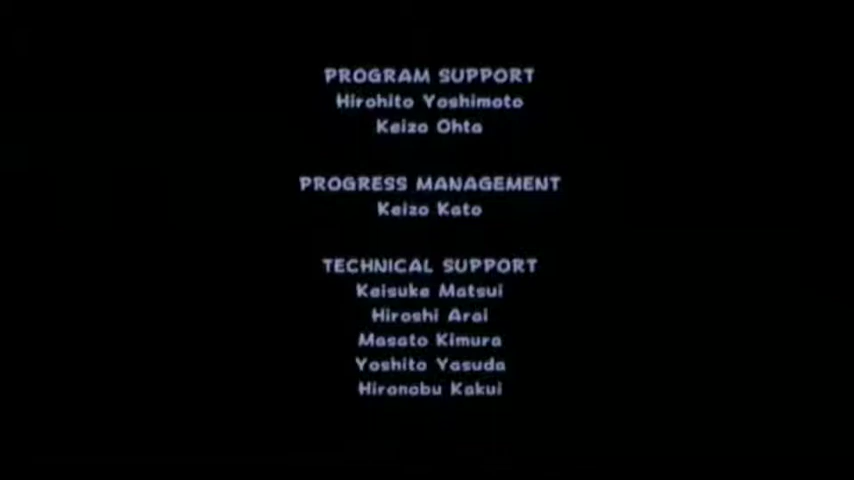 PROGRAM SUPPORT
Hirohito Yoshimoto
Keizo Ohta
PROGRESS MANAGEMENT
Keizo Kato
TECHNICAL SUPPORT
Keisuke Matsui
Hiroshi Arai
Masato Kimura
Yoshito Yasuda
Hironobu Kakui